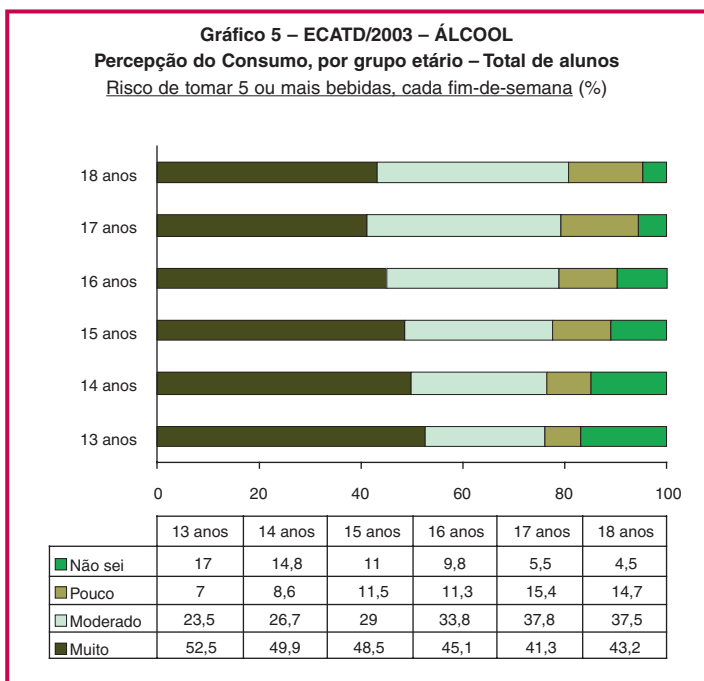 Gráfico 5 – ECATD/2003 – ÁLCOOL
Percepção do Consumo, por grupo etário – Total de alunos
Risco de tomar 5 ou mais bebidas, cada fim-de-semana (%)
18 anos
17 anos
16 anos
15 anos
14 anos
13 anos
0 20 40 60 80 100
13 anos 14 anos 15 anos 16 anos 17 anos 18 anos
Não sei 17 14,8 11 9,8 5,5 4,5
Pouco 7 8,6 11,5 11,3 15,4 14,7
Moderado 23,5 26,7 29 33,8 37,8 37,5
Muito 52,5 49,9 48,5 45,1 41,3 43,2